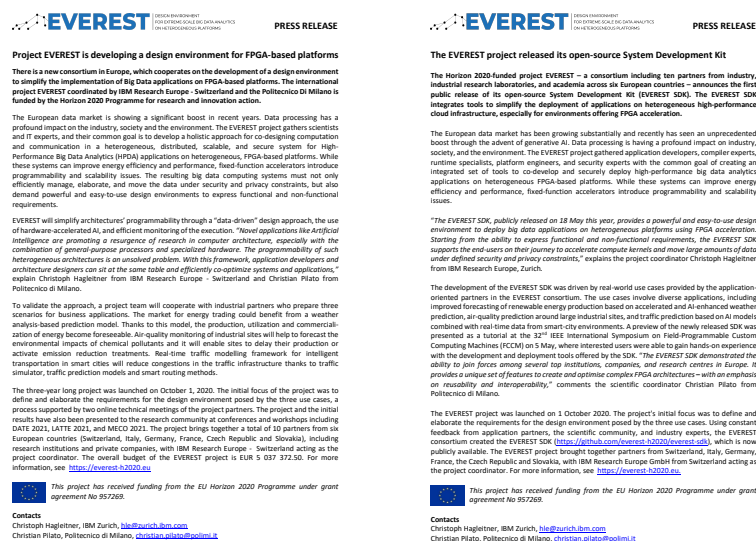 EVEREST
DESIGN ENVIRONMENT
FOR EXTREME-SCALE BIG DATA ANALYTICS
ON HETEROGENEOUS PLATFORMS
PRESS RELEASE
Project EVEREST is developing a design environment for FPGA-based platforms
There is a new consortium in Europe, which cooperates on the development of a design environment
to simplify the implementation of Big Data applications on FPGA-based platforms. The international
project EVEREST coordinated by IBM Research Europe - Switzerland and the Politecnico Di Milano is
funded by the Horizon 2020 Programme for research and innovation action.
The European data market is showing a significant boost in recent years. Data processing has a
profound impact on the industry, society and the environment. The EVEREST project gathers scientists
and IT experts, and their common goal is to develop a holistic approach for co-designing computation
and communication in a heterogeneous, distributed, scalable, and secure system for High-
Performance Big Data Analytics (HPDA) applications on heterogeneous, FPGA-based platforms. While
these systems can improve energy efficiency and performance, fixed-function accelerators introduce
programmability and scalability issues. The resulting big data computing systems must not only
efficiently manage, elaborate, and move the data under security and privacy constraints, but also
demand powerful and easy-to-use design environments to express functional and non-functional
requirements.
EVEREST will simplify architectures' programmability through a "data-driven" design approach, the use
of hardware-accelerated AI, and efficient monitoring of the execution. "Novel applications like Artificial
Intelligence are promoting a resurgence of research in computer architecture, especially with the
combination of general-purpose processors and specialized hardware. The programmability of such
heterogeneous architectures is an unsolved problem. With this framework, application developers and
architecture designers can sit at the same table and efficiently co-optimize systems and applications,"
explain Christoph Hagleitner from IBM Research Europe - Switzerland and Christian Pilato from
Politecnico di Milano.
To validate the approach, a project team will cooperate with industrial partners who prepare three
scenarios for business applications. The market for energy trading could benefit from a weather
analysis-based prediction model. Thanks to this model, the production, utilization and commerciali-
zation of energy become foreseeable. Air-quality monitoring of industrial sites will help to forecast the
environmental impacts of chemical pollutants and it will enable sites to delay their production or
activate emission reduction treatments. Real-time traffic modelling framework for intelligent
transportation in smart cities will reduce congestions in the traffic infrastructure thanks to traffic
simulator, traffic prediction models and smart routing methods.
The three-year long project was launched on October 1, 2020. The initial focus of the project was to
define and elaborate the requirements for the design environment posed by the three use cases, a
process supported by two online technical meetings of the project partners. The project and the initial
results have also been presented to the research community at conferences and workshops including
DATE 2021, LATTE 2021, and MECO 2021. The project brings together a total of 10 partners from six
European countries (Switzerland, Italy, Germany, France, Czech Republic and Slovakia), including
research institutions and private companies, with IBM Research Europe - Switzerland acting as the
project coordinator. The overall budget of the EVEREST project is EUR 5 037 372.50. For more
information, see https://everest-h2020.eu
This project has received funding from the EU Horizon 2020 Programme under grant
agreement No 957269.
Contacts
Christoph Hagleitner, IBM Zurich, hle@zurich.ibm.com
Christian Pilato, Politecnico di Milano, christian.pilato@polimi.it
EVEREST
DESIGN ENVIRONMENT
FOR EXTREME-SCALE BIG DATA ANALYTICS
ON HETEROGENEOUS PLATFORMS
PRESS RELEASE
The EVEREST project released its open-source System Development Kit
The Horizon 2020-funded project EVEREST – a consortium including ten partners from industry,
industrial research laboratories, and academia across six European countries – announces the first
public release of its open-source System Development Kit (EVEREST SDK). The EVEREST SDK
integrates tools to simplify the deployment of applications on heterogeneous high-performance
cloud infrastructure, especially for environments offering FPGA acceleration.
The European data market has been growing substantially and recently has seen an unprecedented
boost through the advent of generative AI. Data processing is having a profound impact on industry,
society, and the environment. The EVEREST project gathered application developers, compiler experts,
runtime specialists, platform engineers, and security experts with the common goal of creating an
integrated set of tools to co-develop and securely deploy high-performance big data analytics
applications on heterogeneous FPGA-based platforms. While these systems can improve energy
efficiency and performance, fixed-function accelerators introduce programmability and scalability
issues.
"The EVEREST SDK, publicly released on 18 May this year, provides a powerful and easy-to-use design
environment to deploy big data applications on heterogeneous platforms using FPGA acceleration.
Starting from the ability to express functional and non-functional requirements, the EVEREST SDK
supports the end-users on their journey to accelerate compute kernels and move large amounts of data
under defined security and privacy constraints," explains the project coordinator Christoph Hagleitner
from IBM Research Europe, Zurich.
The development of the EVEREST SDK was driven by real-world use cases provided by the application-
oriented partners in the EVEREST consortium. The use cases involve diverse applications, including
improved forecasting of renewable energy production based on accelerated and AI-enhanced weather
prediction, air-quality prediction around large industrial sites, and traffic prediction based on AI models
combined with real-time data from smart-city environments. A preview of the newly released SDK was
presented as a tutorial at the 32nd IEEE International Symposium on Field-Programmable Custom
Computing Machines (FCCM) on 5 May, where interested users were able to gain hands-on experience
with the development and deployment tools offered by the SDK. "The EVEREST SDK demonstrated the
ability to join forces among several top institutions, companies, and research centres in Europe. It
provides a unique set of features to create and optimise complex FPGA architectures – with an emphasis
on reusability and interoperability," comments the scientific coordinator Christian Pilato from
Politecnico di Milano.
The EVEREST project was launched on 1 October 2020. The project's initial focus was to define and
elaborate the requirements for the design environment posed by the three use cases. Using constant
feedback from application partners, the scientific community, and industry experts, the EVEREST
consortium created the EVEREST SDK (https://github.com/everest-h2020/everest-sdk), which is now
publicly available. The EVEREST project brought together partners from Switzerland, Italy, Germany,
France, the Czech Republic and Slovakia, with IBM Research Europe GmbH from Switzerland acting as
the project coordinator. For more information, see https://everest-h2020.eu.
This project has received funding from the EU Horizon 2020 Programme under grant
agreement No 957269.
Contacts
Christoph Hagleitner, IBM Zurich, hle@zurich.ibm.com
Christian Pilato, Politecnico di Milano, christian.pilato@polimi.it